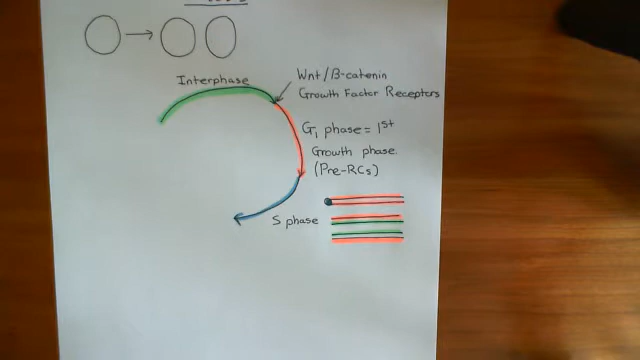 Interphase
Wnt/β-catenin
Growth Factor Receptors
G₁ phase = 1st
Growth phase.
(Pre-RCs)
S phase